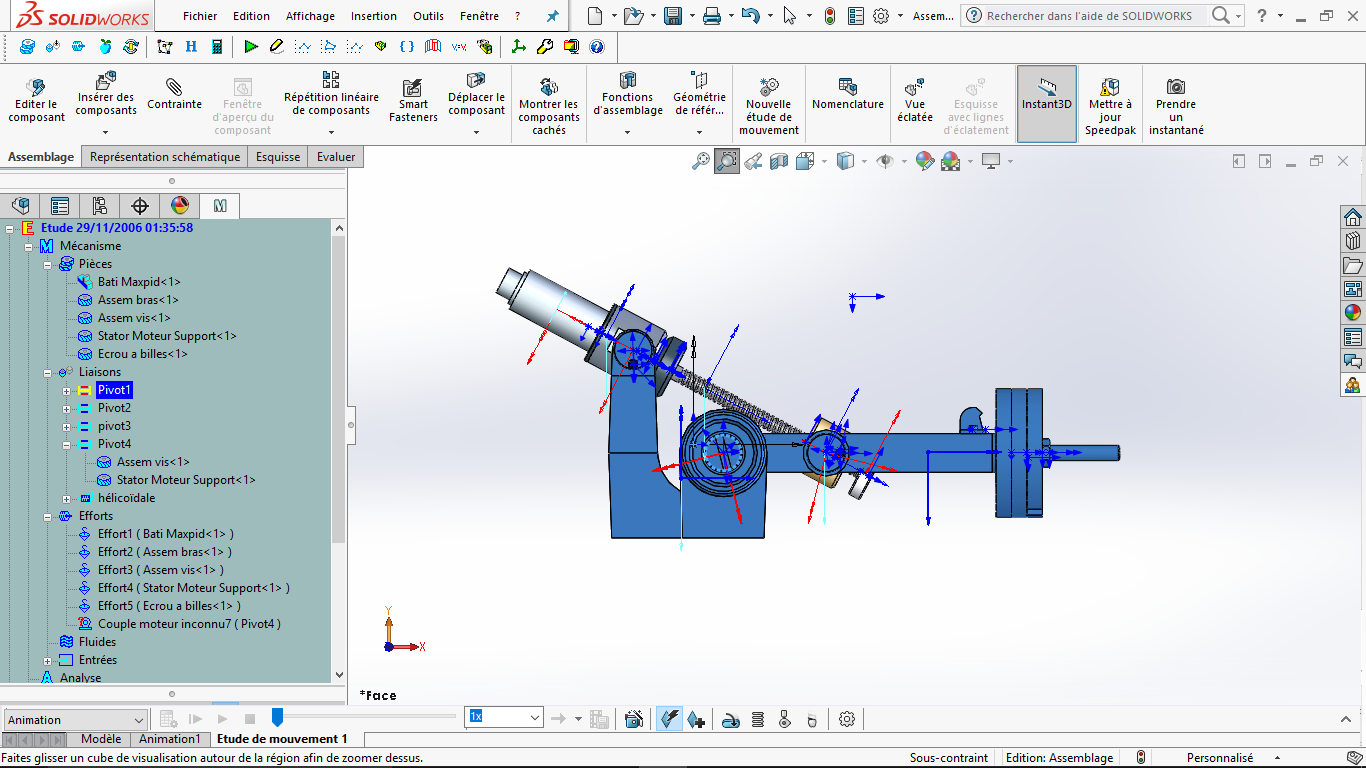 SOLIDWORKS Fichier Edition Affichage Insertion Outils Fenêtre ? Assem... ? Rechercher dans l'aide de SOLIDWORKS ?
Editer le composant
Insérer des composants
Contrainte
Fenêtre d'aperçu du composant
Répétition linéaire de composants
Smart Fasteners
Déplacer le composant
Montrer les composants cachés
Fonctions d'assemblage
Géométrie de référ...
Nouvelle étude de mouvement
Nomenclature
Vue éclatée
Esquisse avec lignes d'éclatement
Instant3D
Mettre à jour Speedpak
Prendre un instantané
Assemblage Représentation schématique Esquisse Evaluer
Etude 29/11/2006 01:35:58
Mécanisme
Pièces
Bati Maxpid<1>
Assem bras<1>
Assem vis<1>
Stator Moteur Support<1>
Ecrou a billes<1>
Liaisons
Pivot1
Pivot2
pivot3
Pivot4
Assem vis<1>
Stator Moteur Support<1>
hélicoïdale
Efforts
Effort1 ( Bati Maxpid<1> )
Effort2 ( Assem bras<1> )
Effort3 ( Assem vis<1> )
Effort4 ( Stator Moteur Support<1> )
Effort5 ( Ecrou a billes<1> )
Couple moteur inconnu7 ( Pivot4 )
Fluides
Entrées
Analyse
Y
X
*Face
Animation 1x
Modèle Animation1 Etude de mouvement 1
Faites glisser un cube de visualisation autour de la région afin de zoomer dessus. Sous-contraint Edition: Assemblage Personnalisé